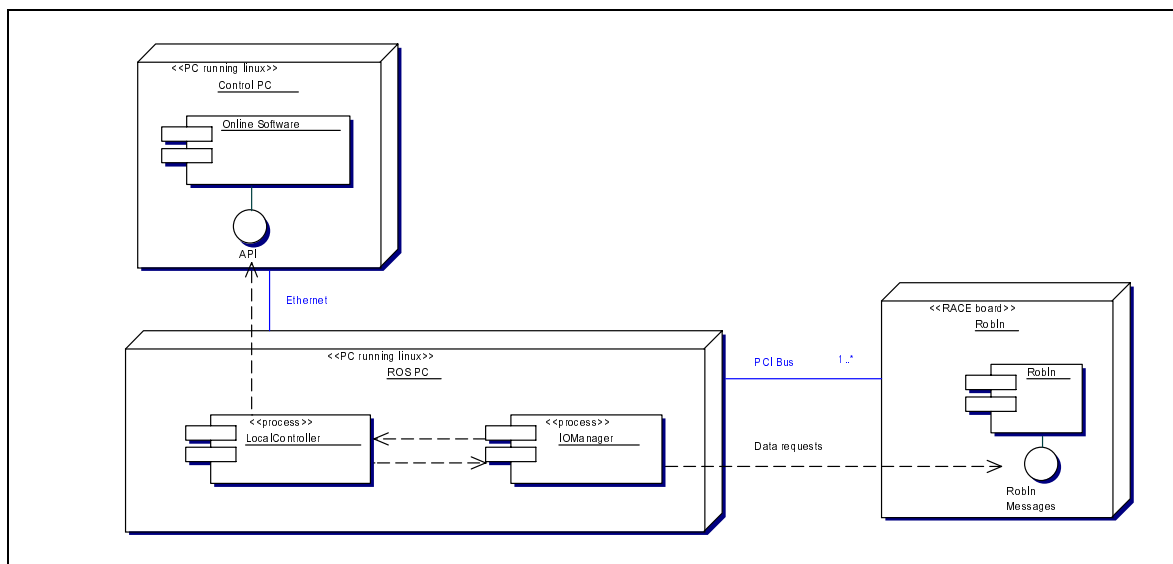 <<PC running linux>>
Control PC
Online Software
API
Ethernet
<<PC running linux>>
ROS PC
<<process>>
LocalController
<<process>>
IOManager
PCI Bus
1..*
Data requests
<<RACE board>>
RobIn
RobIn
RobIn
Messages